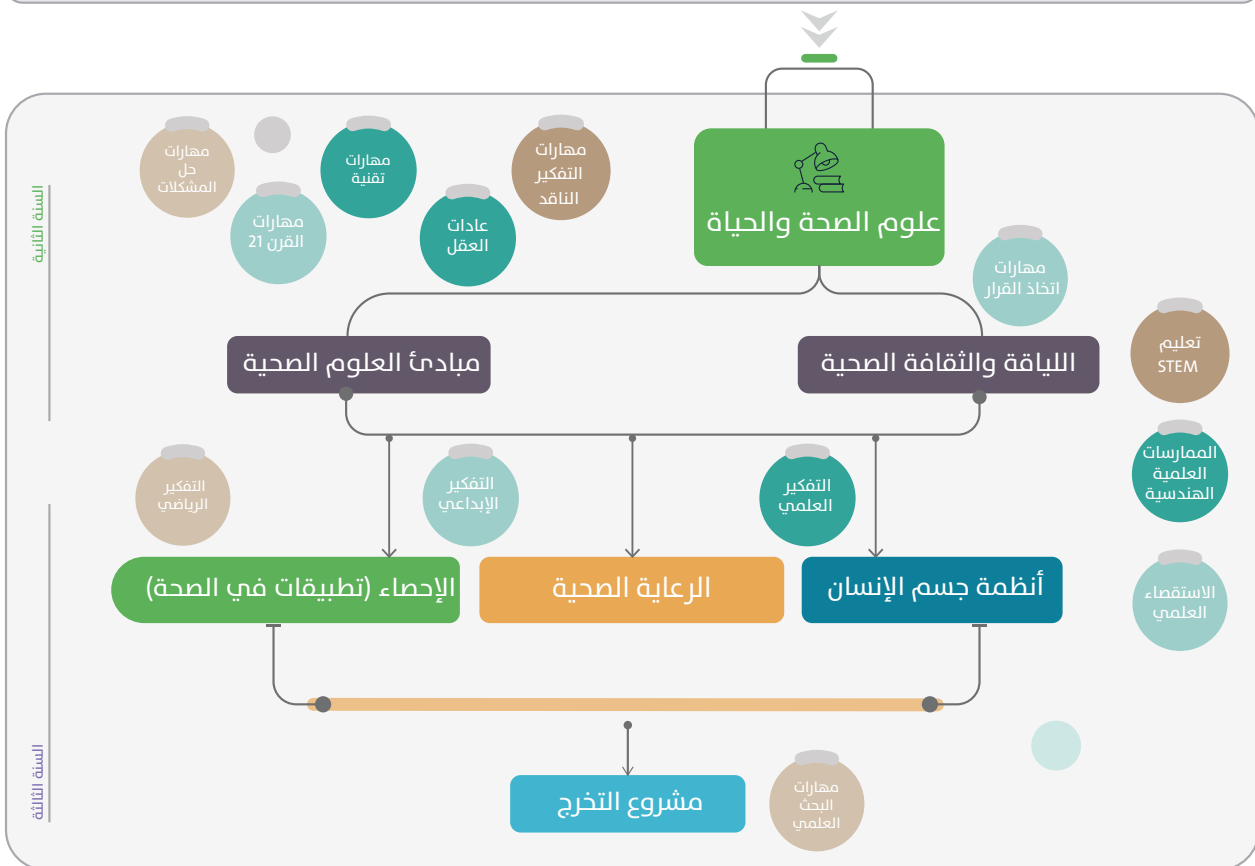 علوم الصحة والحياة
مهارات
التفكير
الناقد
مهارات
تقنية
مهارات
حل
المشكلات
عادات
العقل
مهارات
القرن 21
مهارات
اتخاذ القرار
السنة الثانية
اللياقة والثقافة الصحية
مبادئ العلوم الصحية
تعليم
STEM
الممارسات
العلمية
الهندسية
التفكير
العلمي
التفكير
الإبداعي
التفكير
الرياضي
أنظمة جسم الإنسان
الرعاية الصحية
الإحصاء (تطبيقات في الصحة)
الاستقصاء
العلمي
السنة الثالثة
مشروع التخرج
مهارات
البحث
العلمي